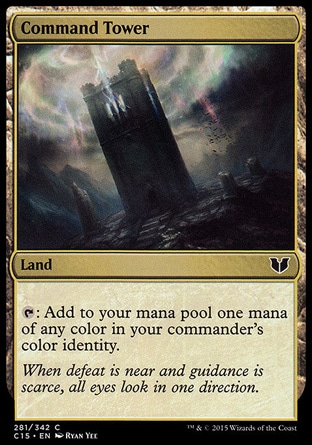 Command Tower
Land
: Add to your mana pool one mana
of any color in your commander's
color identity.
When defeat is near and guidance is
scarce, all eyes look in one direction.
281/342 C
C15 • EN Ryan Yee
™ & © 2015 Wizards of the Coast